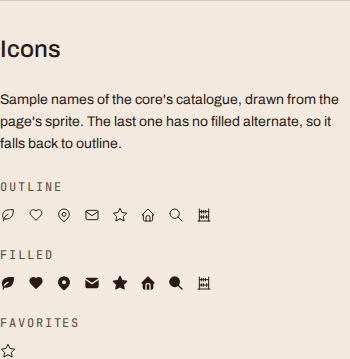 Icons
Sample names of the core's catalogue, drawn from the
page's sprite. The last one has no filled alternate, so it
falls back to outline.
OUTLINE
FILLED
FAVORITES